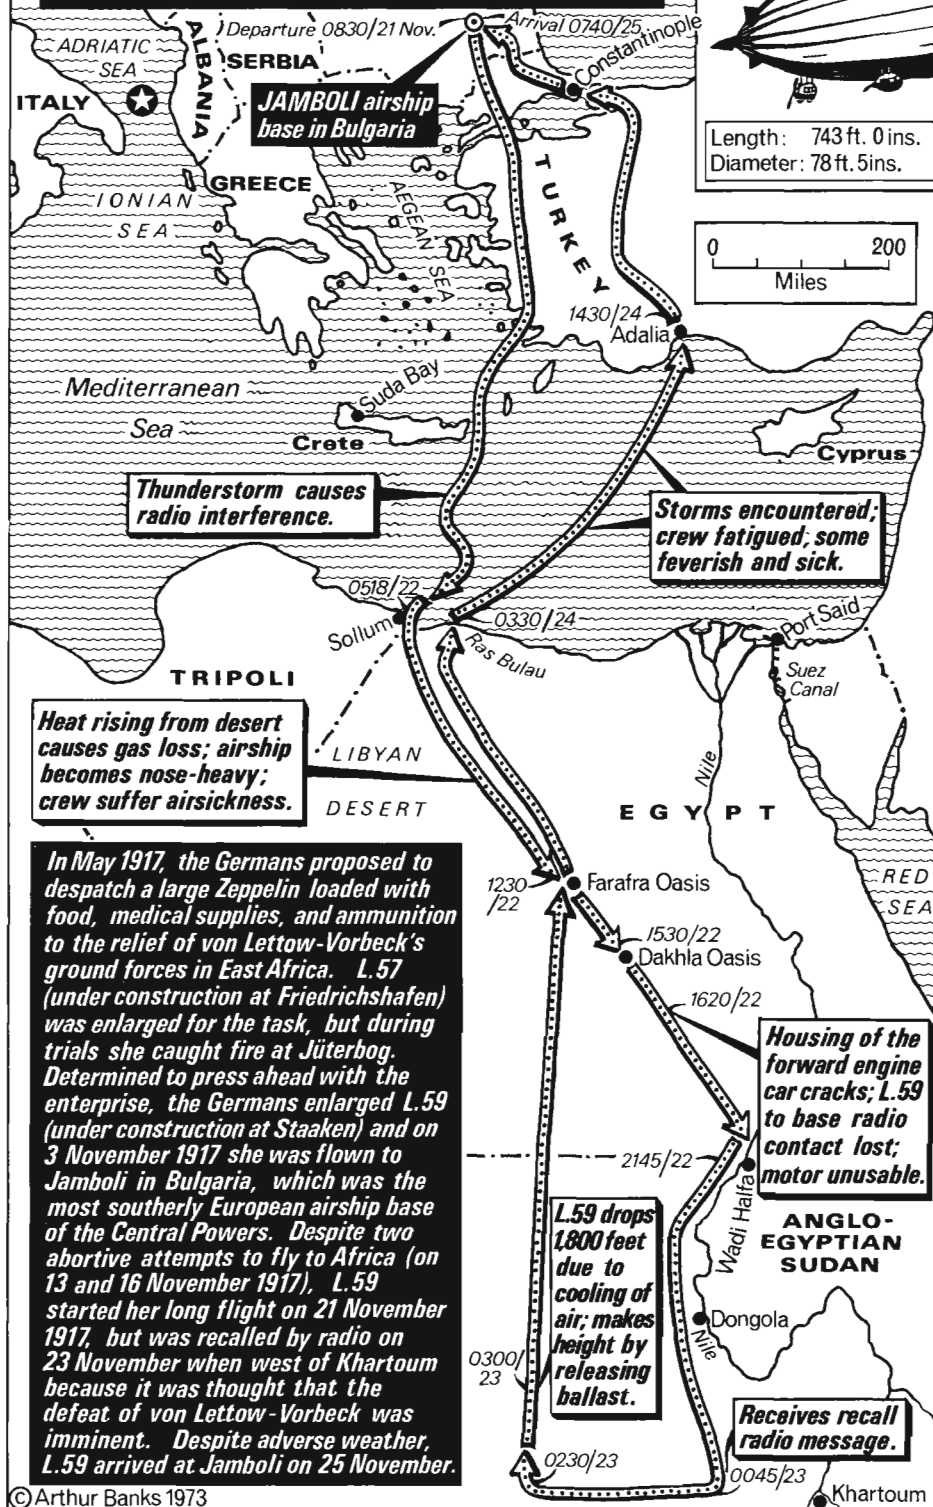 Departure 0830/21 Nov.
Arrival 0740/25
ADRIATIC
SEA
ALBANIA
SERBIA
Constantinople
ITALY
JAMBOLI airship
base in Bulgaria
Length: 743 ft. 0 ins.
Diameter: 78 ft. 5 ins.
GREECE
TURKEY
IONIAN
SEA
AEGEAN SEA
0 200
Miles
1430/24
Adalia
Mediterranean
Sea
Suda Bay
Crete
Cyprus
Thunderstorm causes
radio interference.
Storms encountered;
crew fatigued; some
feverish and sick.
0518/22
Sollum
0330/24
Ras Bulau
Port Said
Suez
Canal
TRIPOLI
Heat rising from desert
causes gas loss; airship
becomes nose-heavy;
crew suffer airsickness.
LIBYAN
DESERT
Nile
EGYPT
RED
SEA
1230
/22
Farafra Oasis
1530/22
Dakhla Oasis
1620/22
In May 1917, the Germans proposed to
despatch a large Zeppelin loaded with
food, medical supplies, and ammunition
to the relief of von Lettow-Vorbeck's
ground forces in East Africa. L.57
(under construction at Friedrichshafen)
was enlarged for the task, but during
trials she caught fire at Jüterbog.
Determined to press ahead with the
enterprise, the Germans enlarged L.59
(under construction at Staaken) and on
3 November 1917 she was flown to
Jamboli in Bulgaria, which was the
most southerly European airship base
of the Central Powers. Despite two
abortive attempts to fly to Africa (on
13 and 16 November 1917), L.59
started her long flight on 21 November
1917, but was recalled by radio on
23 November when west of Khartoum
because it was thought that the
defeat of von Lettow-Vorbeck was
imminent. Despite adverse weather,
L.59 arrived at Jamboli on 25 November.
Housing of the
forward engine
car cracks; L.59
to base radio
contact lost;
motor unusable.
2145/22
Wadi Halfa
L.59 drops
1,800 feet
due to
cooling of
air; makes
height by
releasing
ballast.
ANGLO-
EGYPTIAN
SUDAN
Dongola
Nile
0300/
23
Receives recall
radio message.
0230/23
0045/23
Khartoum
© Arthur Banks 1973